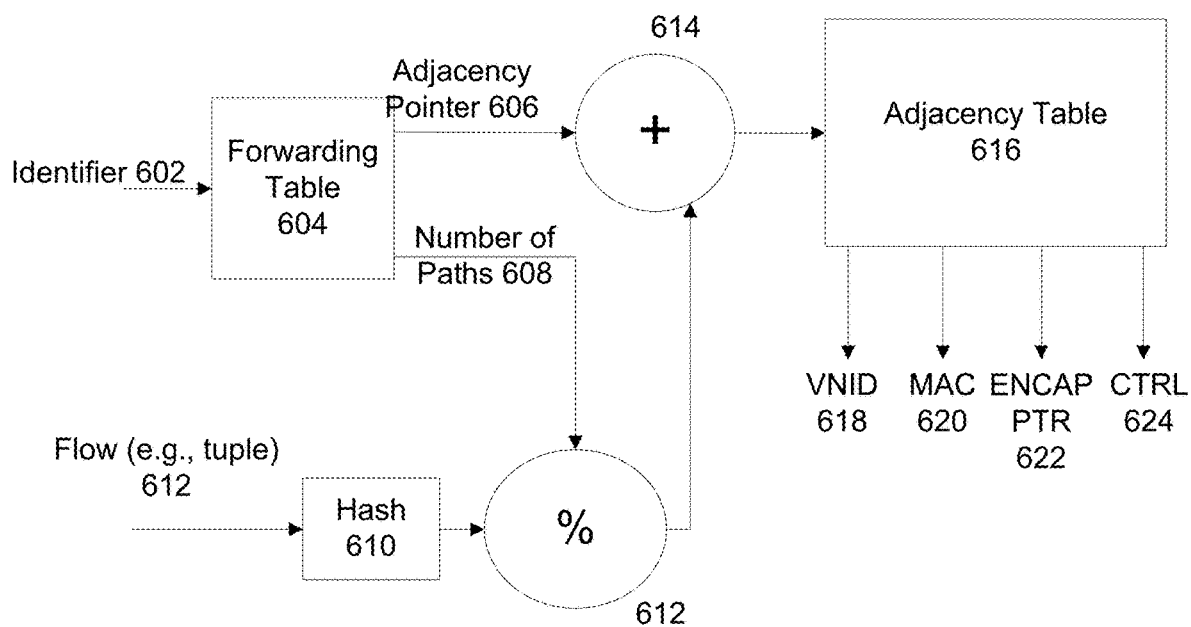 614
Adjacency
Pointer 606
+
Adjacency Table
616
Identifier 602
Forwarding
Table
604
Number of
Paths 608
VNID
618
MAC
620
ENCAP
PTR
622
CTRL
624
Flow (e.g., tuple)
612
Hash
610
%
612